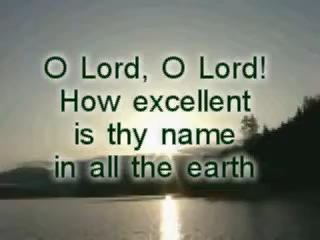 O Lord, O Lord!
How excellent
is thy name
in all the earth